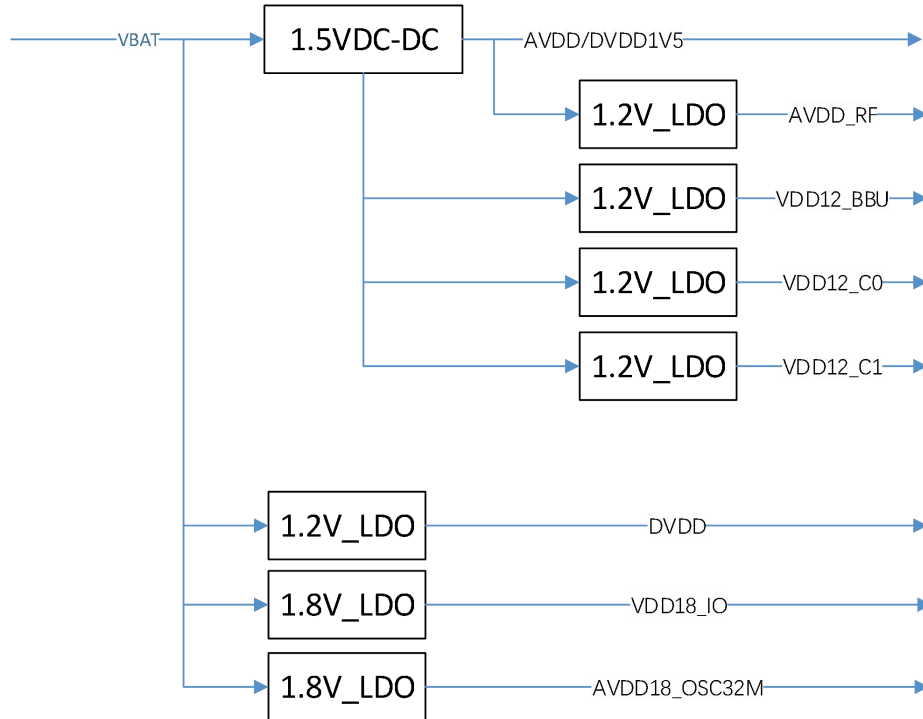 VBAT
1.5VDC-DC
AVDD/DVDD1V5
1.2V_LDO
AVDD_RF
1.2V_LDO
VDD12_BBU
1.2V_LDO
VDD12_C0
1.2V_LDO
VDD12_C1
1.2V_LDO
DVDD
1.8V_LDO
VDD18_IO
1.8V_LDO
AVDD18_OSC32M